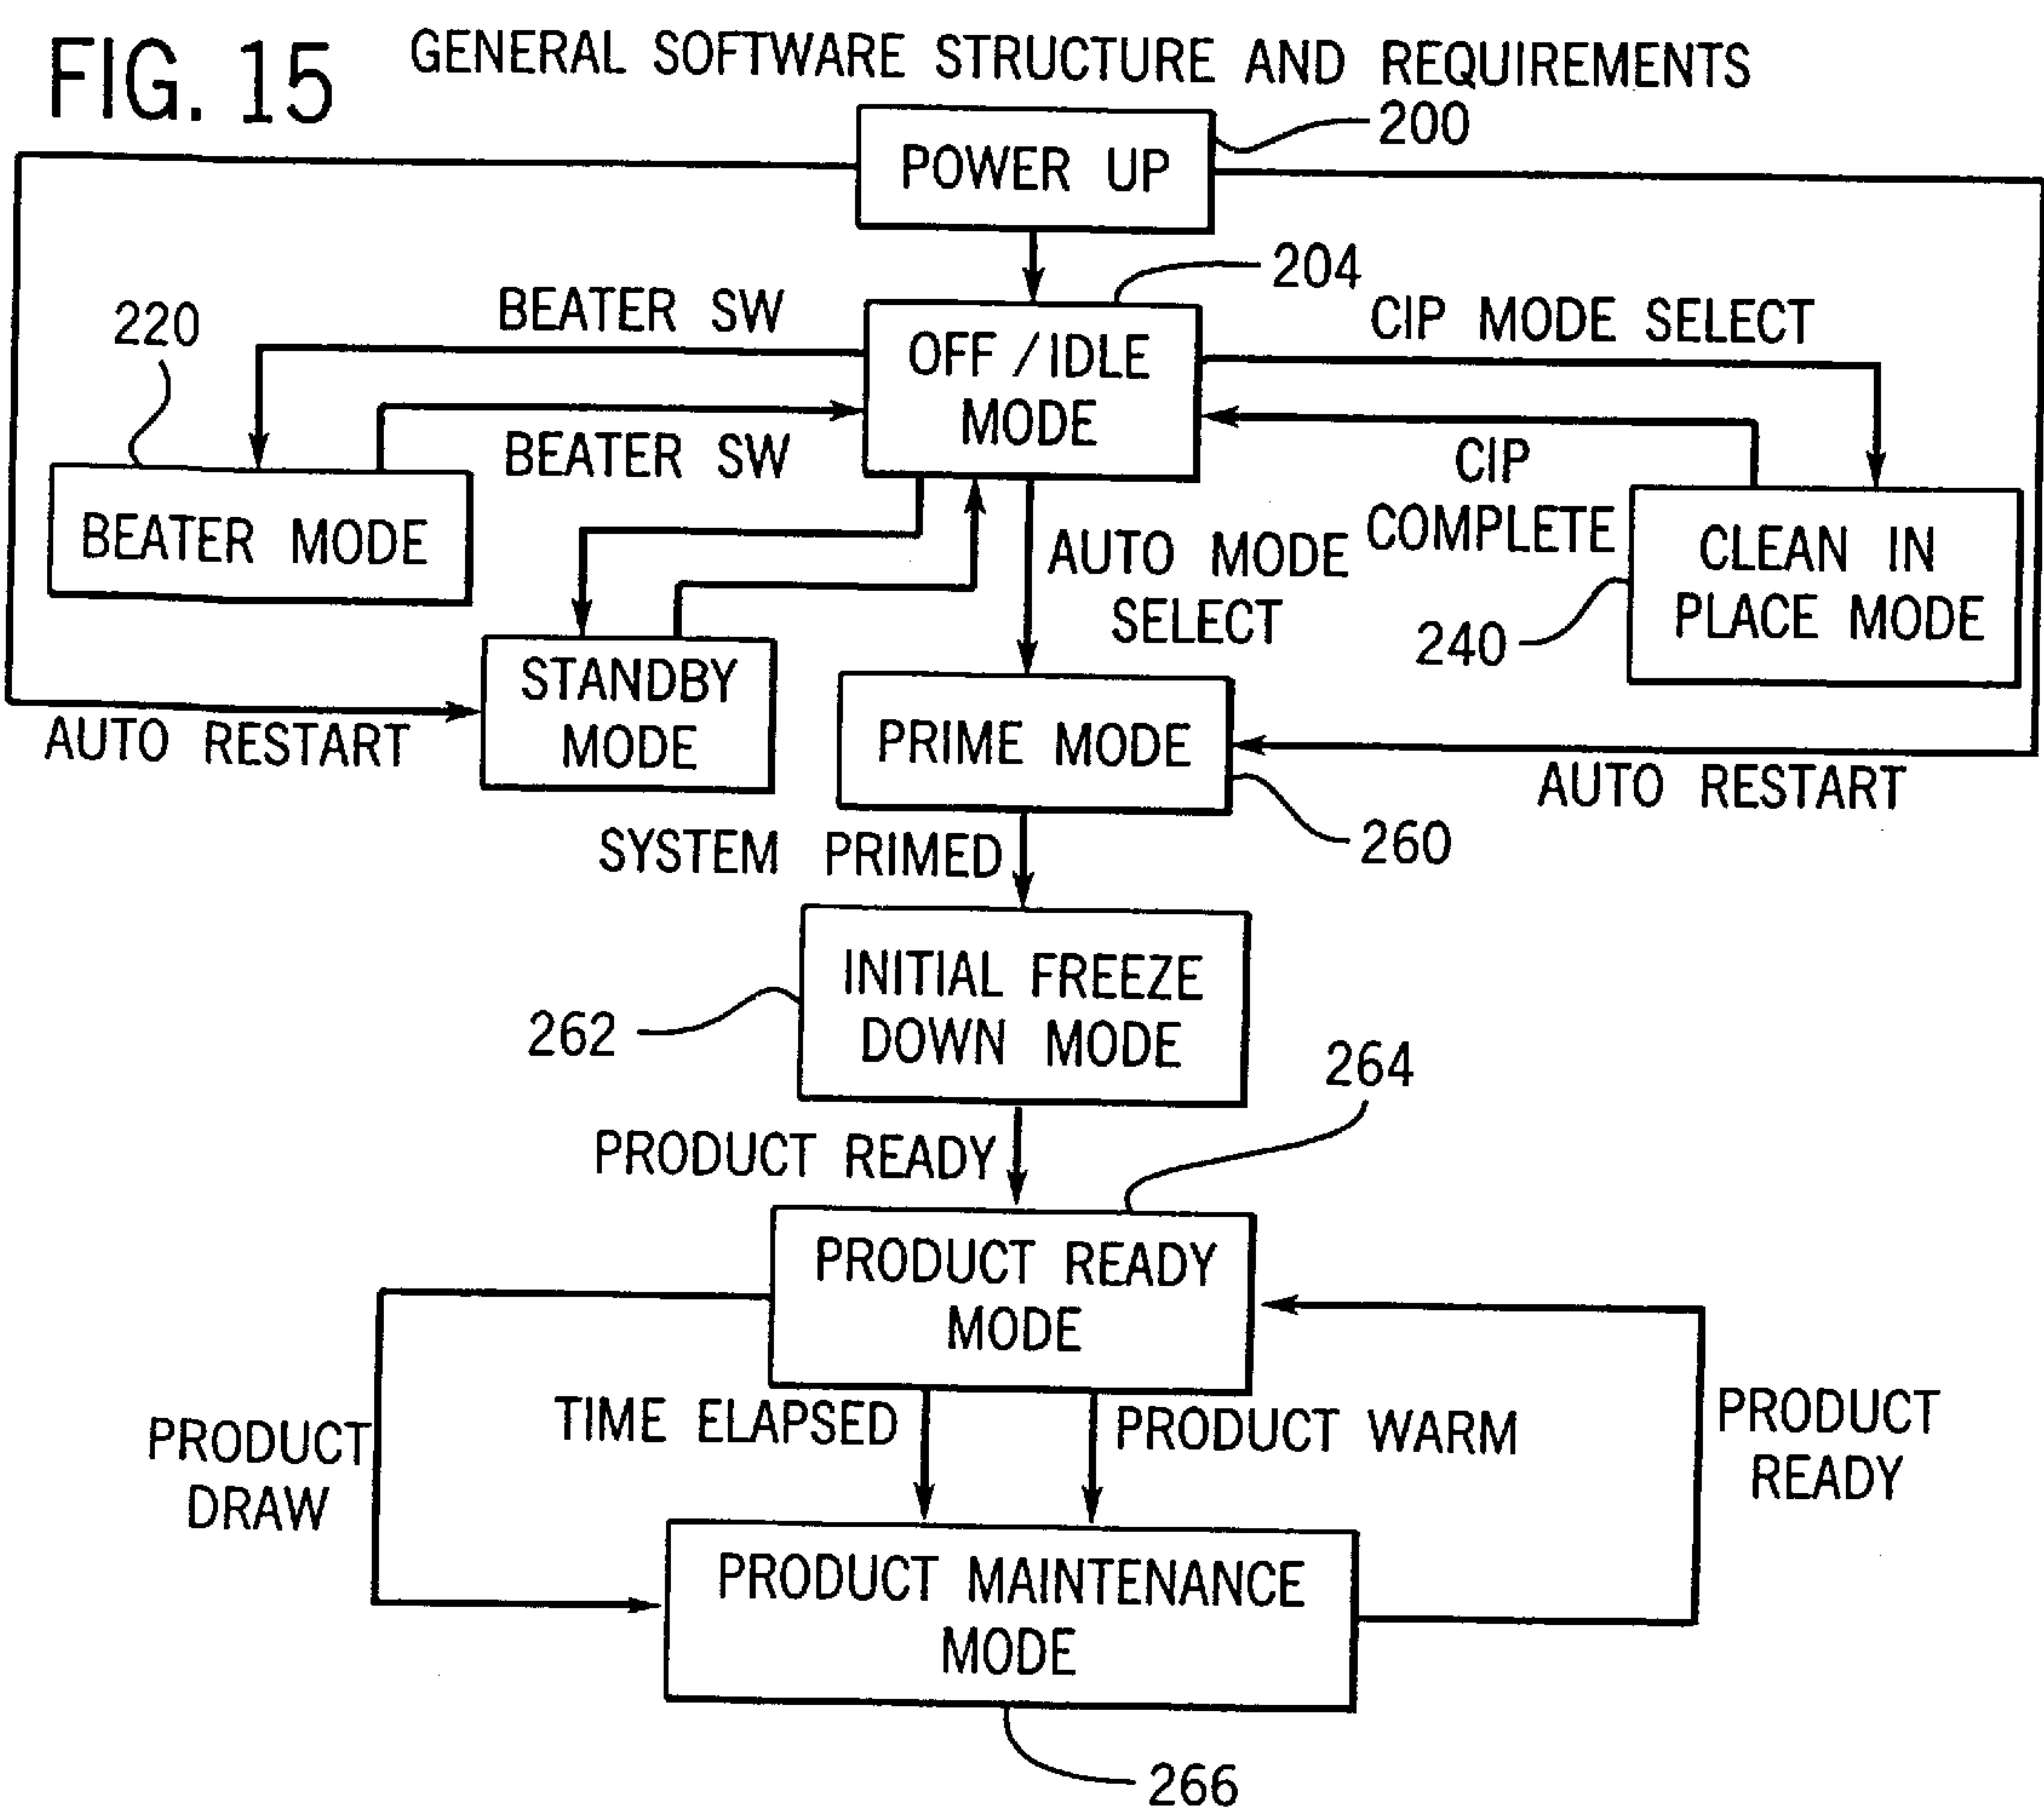 FIG. 15
GENERAL SOFTWARE STRUCTURE AND REQUIREMENTS
200
POWER UP
204
BEATER SW
CIP MODE SELECT
220
OFF / IDLE
MODE
BEATER SW
CIP
COMPLETE
BEATER MODE
AUTO MODE
SELECT
CLEAN IN
PLACE MODE
240
STANDBY
MODE
AUTO RESTART
PRIME MODE
AUTO RESTART
SYSTEM PRIMED
260
INITIAL FREEZE
DOWN MODE
262
264
PRODUCT READY
PRODUCT READY
MODE
TIME ELAPSED
PRODUCT WARM
PRODUCT
DRAW
PRODUCT
READY
PRODUCT MAINTENANCE
MODE
266